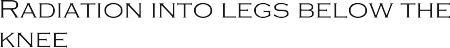 Radiation into legs below the
knee